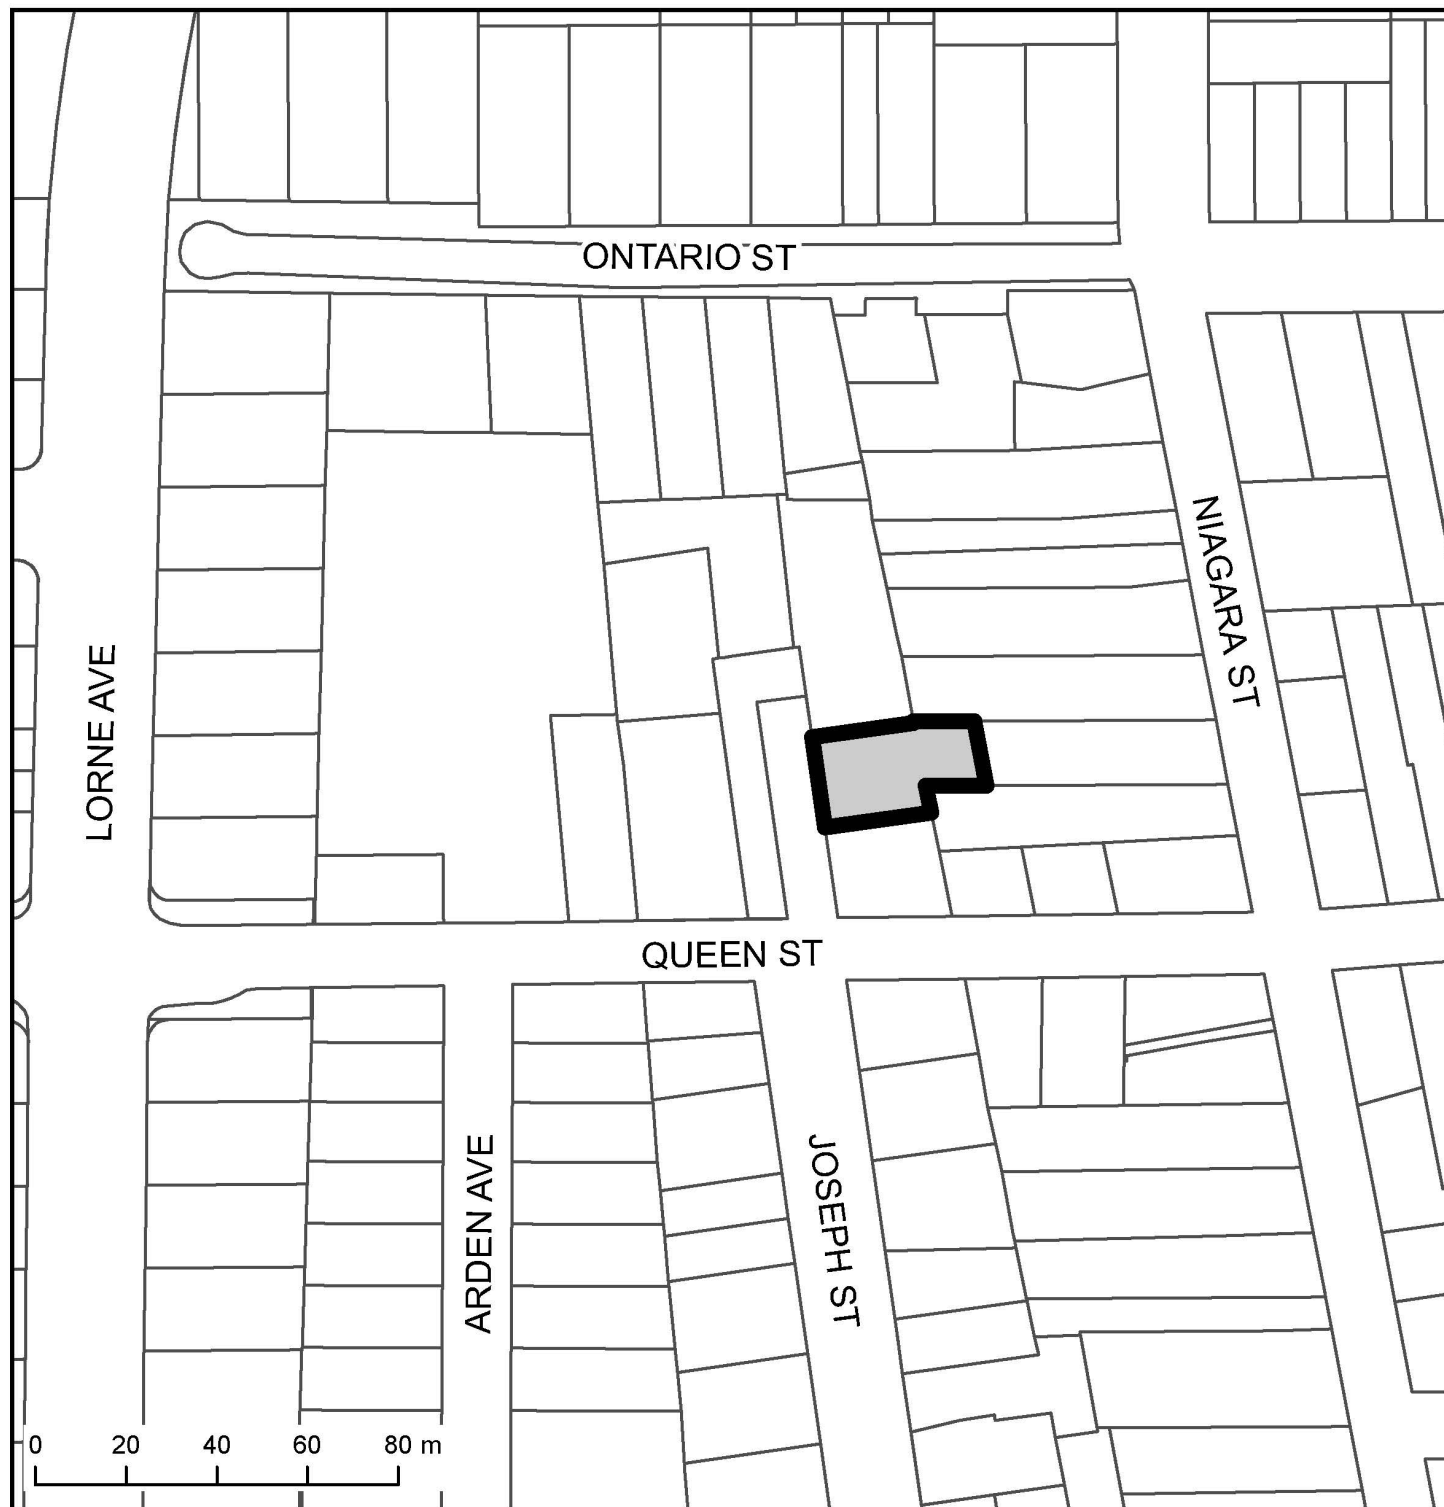 ONTARIO ST
NIAGARA ST
LORNE AVE
QUEEN ST
ARDEN AVE
JOSEPH ST
0 20 40 60 80 m